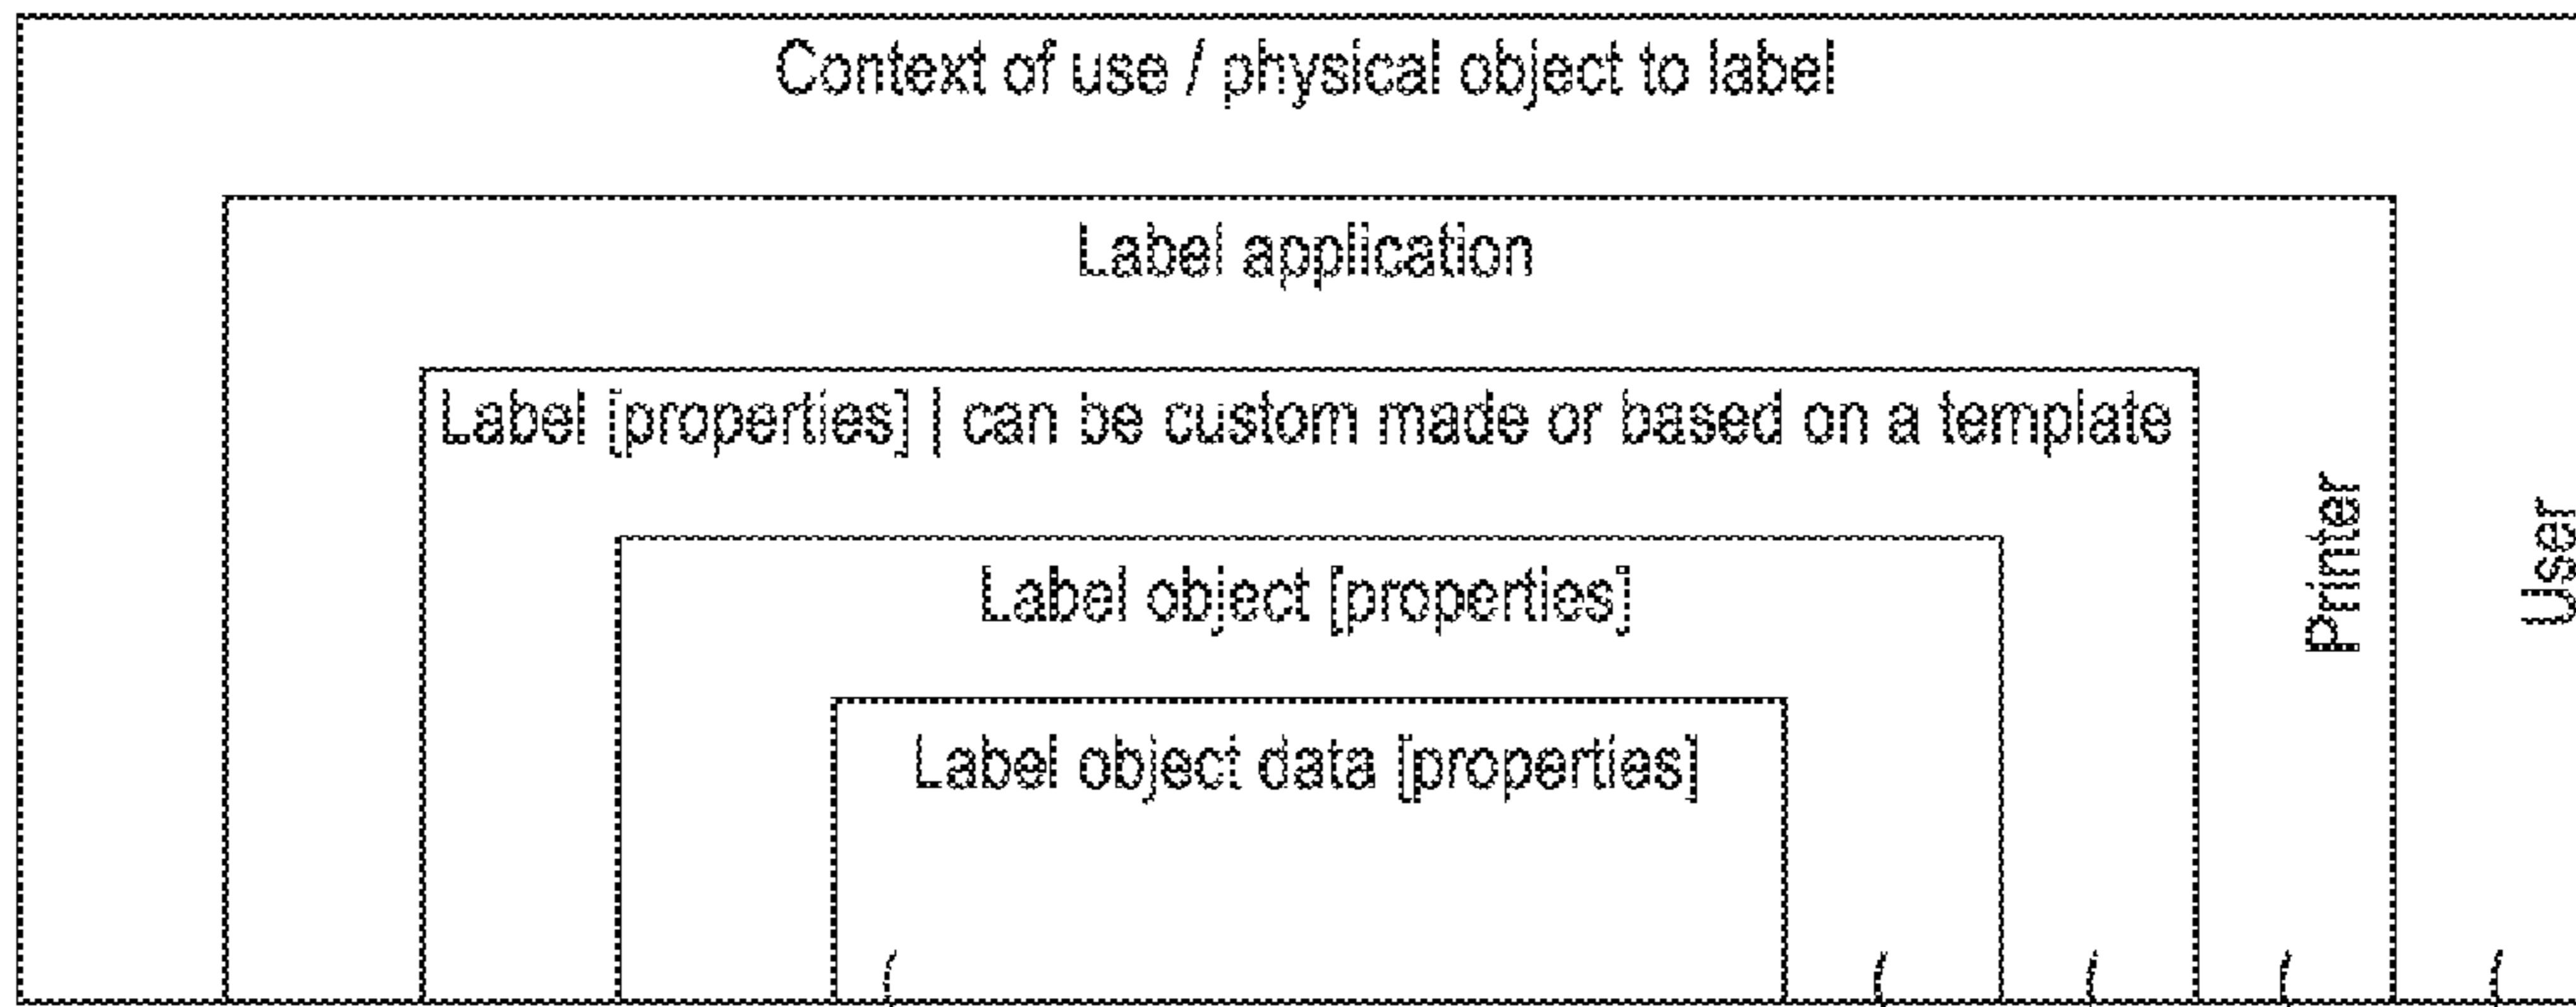 Context of use / physical object to label
Label application
Label [properties] | can be custom made or based on a template
Label object [properties]
Label object data [properties]
Printer
User